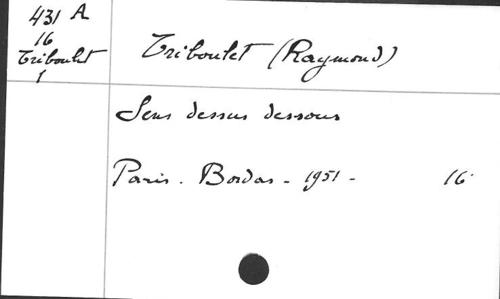 431 A
16
Triboulet
1
Triboulet (Raymond)
Sens dessus dessous
Paris. Bordas - 1951 - 16°